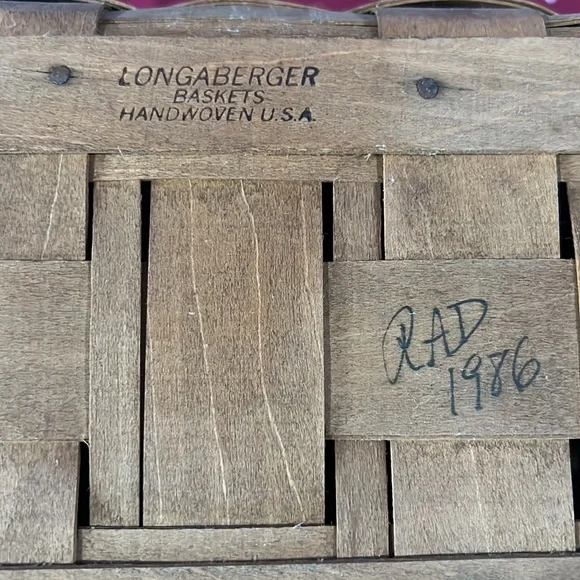 LONGABERGER
BASKETS
HANDWOVEN U.S.A.
RAD
1986